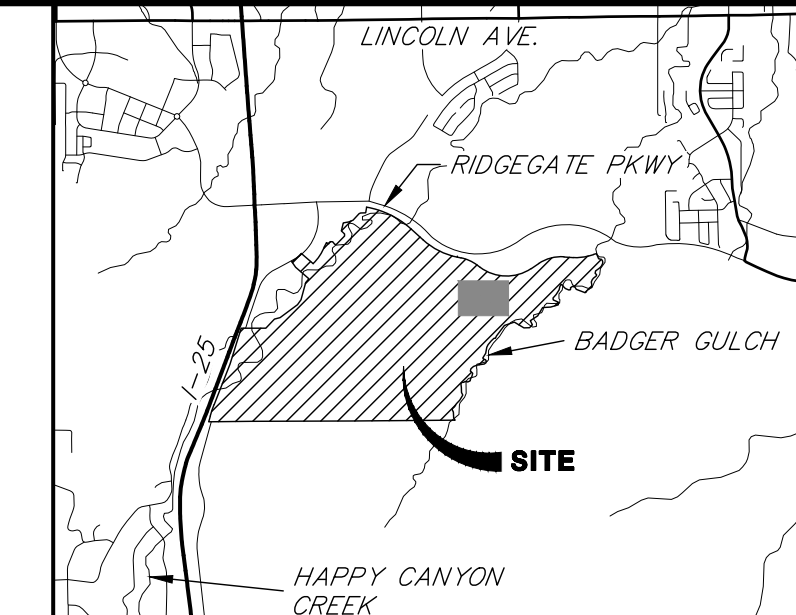 LINCOLN AVE.
RIDGEGATE PKWY
I-25
BADGER GULCH
SITE
HAPPY CANYON
CREEK